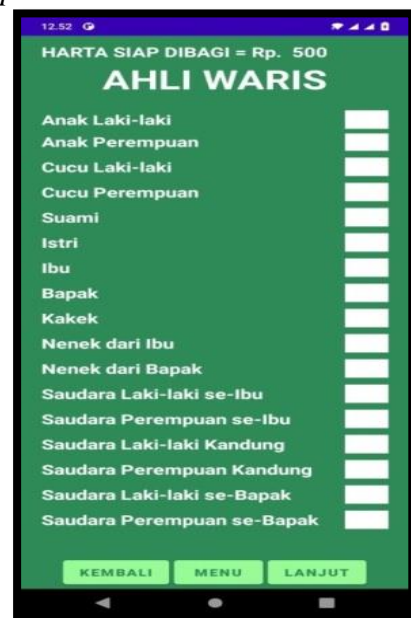 12.52
HARTA SIAP DIBAGI = Rp. 500
AHLI WARIS
Anak Laki-laki
Anak Perempuan
Cucu Laki-laki
Cucu Perempuan
Suami
Istri
Ibu
Bapak
Kakek
Nenek dari Ibu
Nenek dari Bapak
Saudara Laki-laki se-Ibu
Saudara Perempuan se-Ibu
Saudara Laki-laki Kandung
Saudara Perempuan Kandung
Saudara Laki-laki se-Bapak
Saudara Perempuan se-Bapak
KEMBALI MENU LANJUT